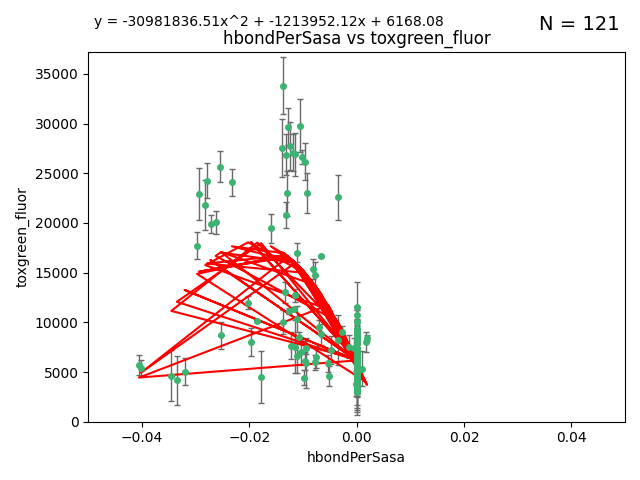 y = -30981836.51x^2 + -1213952.12x + 6168.08
N = 121
hbondPerSasa vs toxgreen_fluor
35000
30000
25000
20000
15000
10000
5000
0
toxgreen_fluor
−0.04
−0.02
0.00
0.02
0.04
hbondPerSasa